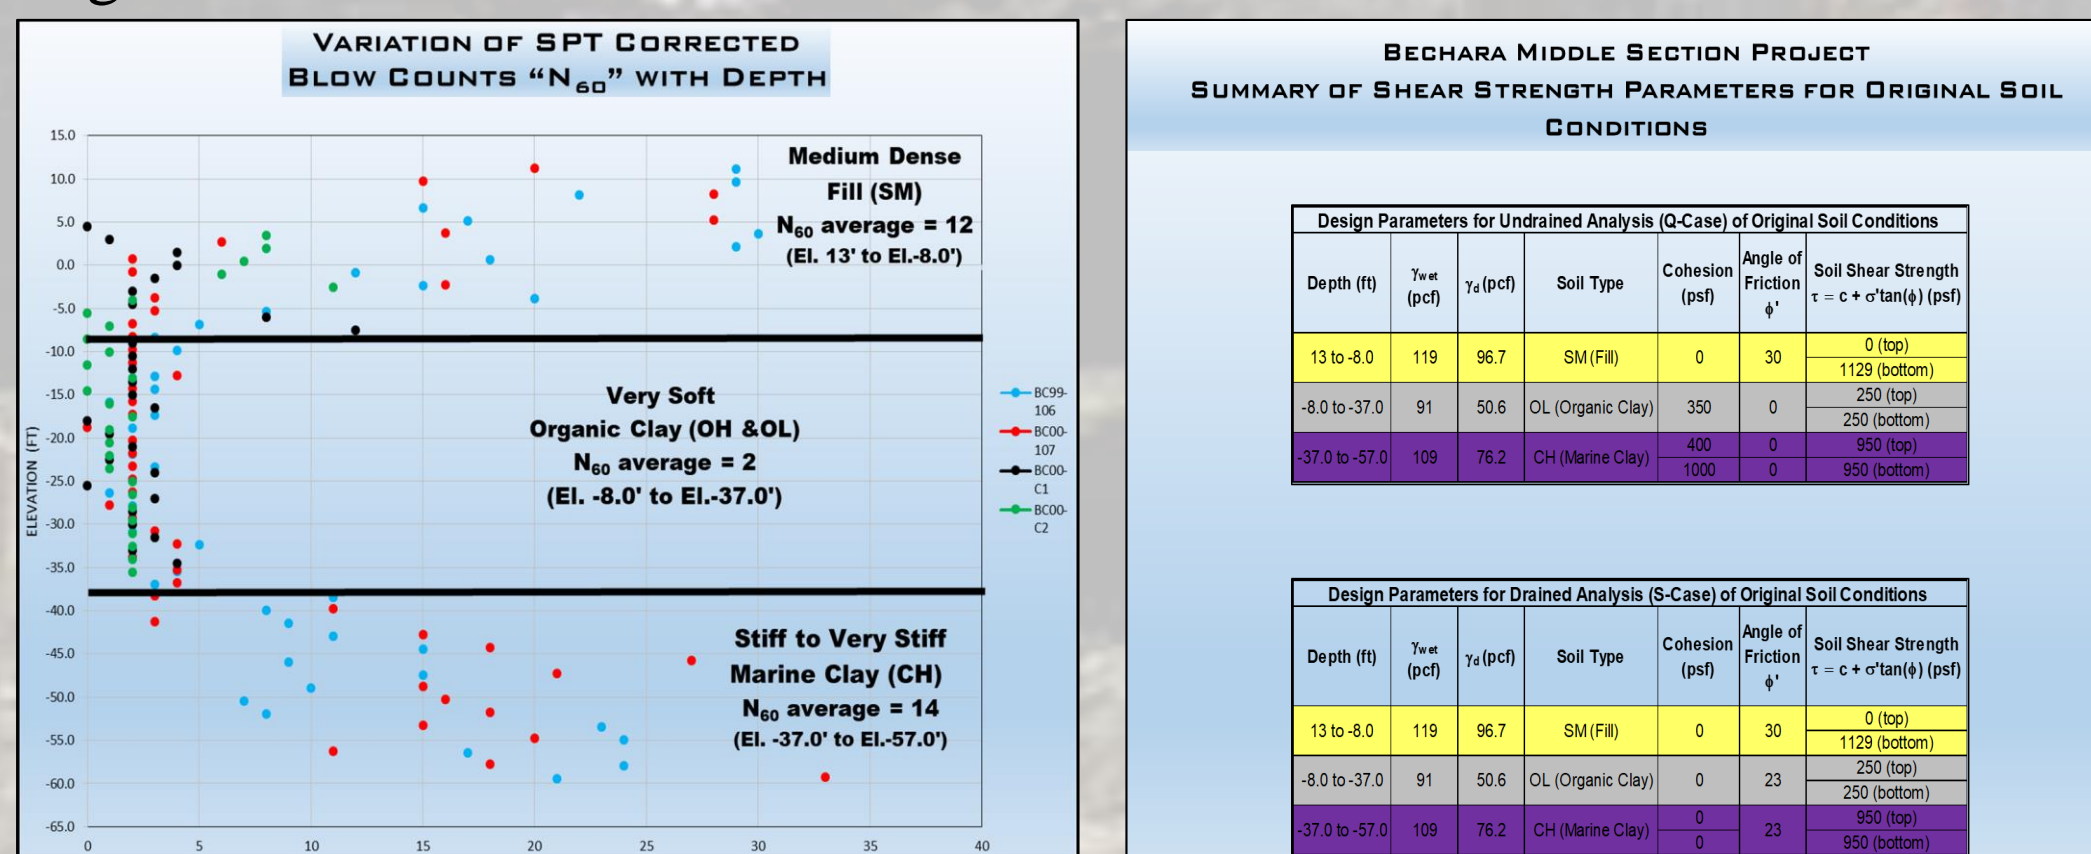 VARIATION OF SPT CORRECTED
BLOW COUNTS “N60” WITH DEPTH
15.0
10.0
5.0
0.0
-5.0
-10.0
-15.0
-20.0
-25.0
-30.0
-35.0
-40.0
-45.0
-50.0
-55.0
-60.0
-65.0
ELEVATION (FT)
0 5 10 15 20 25 30 35 40
Medium Dense
Fill (SM)
N60 average = 12
(El. 13' to El.-8.0')
Very Soft
Organic Clay (OH &OL)
N60 average = 2
(El. -8.0' to El.-37.0')
Stiff to Very Stiff
Marine Clay (CH)
N60 average = 14
(El. -37.0' to El.-57.0')
BC99-
106
BC00-
107
BC00-
C1
BC00-
C2
BECHARA MIDDLE SECTION PROJECT
SUMMARY OF SHEAR STRENGTH PARAMETERS FOR ORIGINAL SOIL
CONDITIONS
Design Parameters for Undrained Analysis (Q-Case) of Original Soil Conditions
Depth (ft) γwet (pcf) γd (pcf) Soil Type Cohesion (psf) Angle of Friction ϕ' Soil Shear Strength τ = c + σ'tan(ϕ) (psf)
13 to -8.0 119 96.7 SM (Fill) 0 30 0 (top)
1129 (bottom)
-8.0 to -37.0 91 50.6 OL (Organic Clay) 350 0 250 (top)
250 (bottom)
-37.0 to -57.0 109 76.2 CH (Marine Clay) 400 0 950 (top)
1000 0 950 (bottom)
Design Parameters for Drained Analysis (S-Case) of Original Soil Conditions
Depth (ft) γwet (pcf) γd (pcf) Soil Type Cohesion (psf) Angle of Friction ϕ' Soil Shear Strength τ = c + σ'tan(ϕ) (psf)
13 to -8.0 119 96.7 SM (Fill) 0 30 0 (top)
1129 (bottom)
-8.0 to -37.0 91 50.6 OL (Organic Clay) 0 23 250 (top)
250 (bottom)
-37.0 to -57.0 109 76.2 CH (Marine Clay) 0 23 950 (top)
0 950 (bottom)